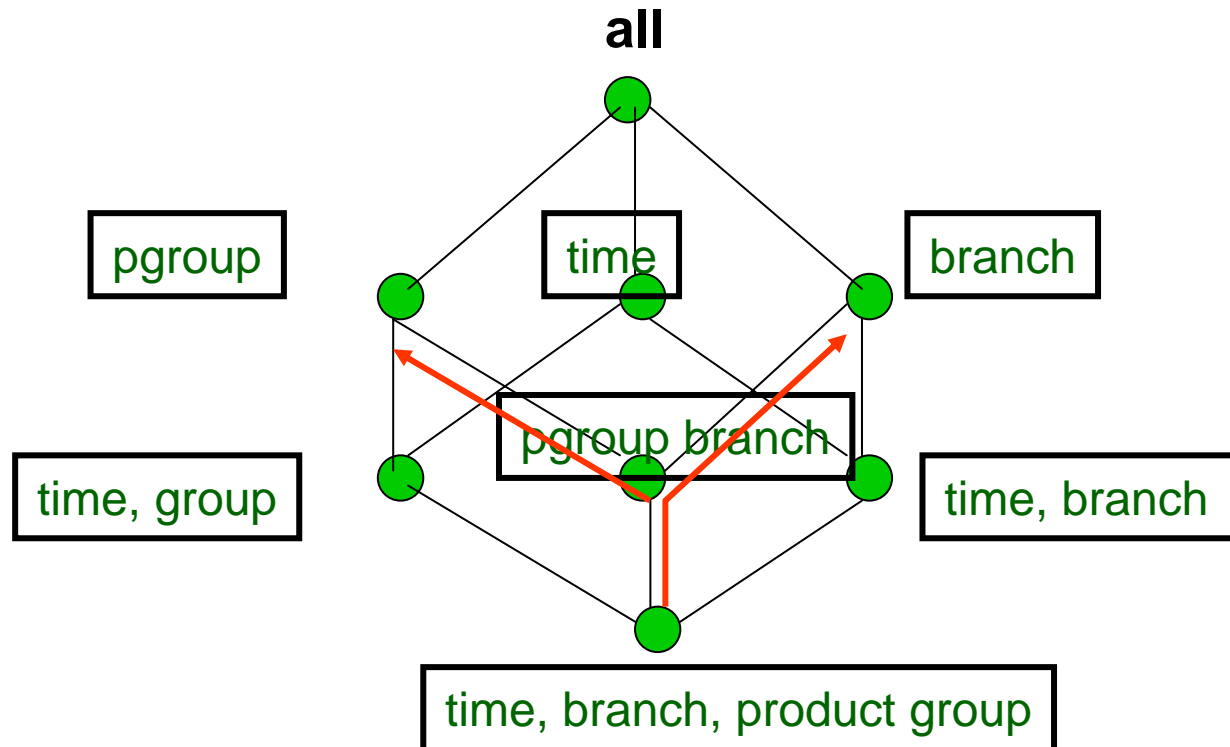 all
pgroup
time
branch
pgroup branch
time, group
time, branch
time, branch, product group